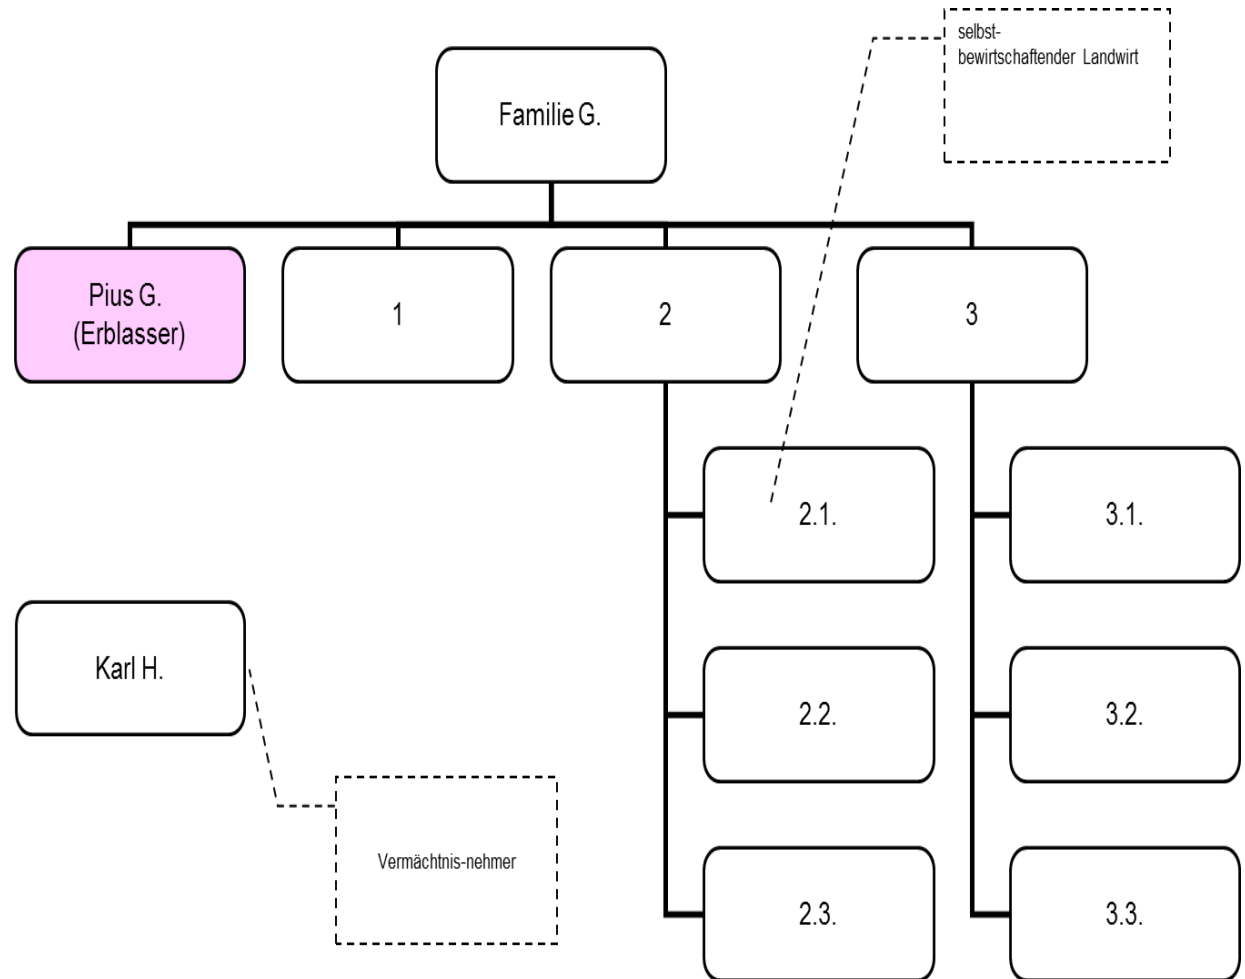 selbst-
bewirtschaftender Landwirt
Familie G.
Pius G.
(Erblasser)
1
2
3
2.1.
3.1.
Karl H.
2.2.
3.2.
Vermächtnis-nehmer
2.3.
3.3.